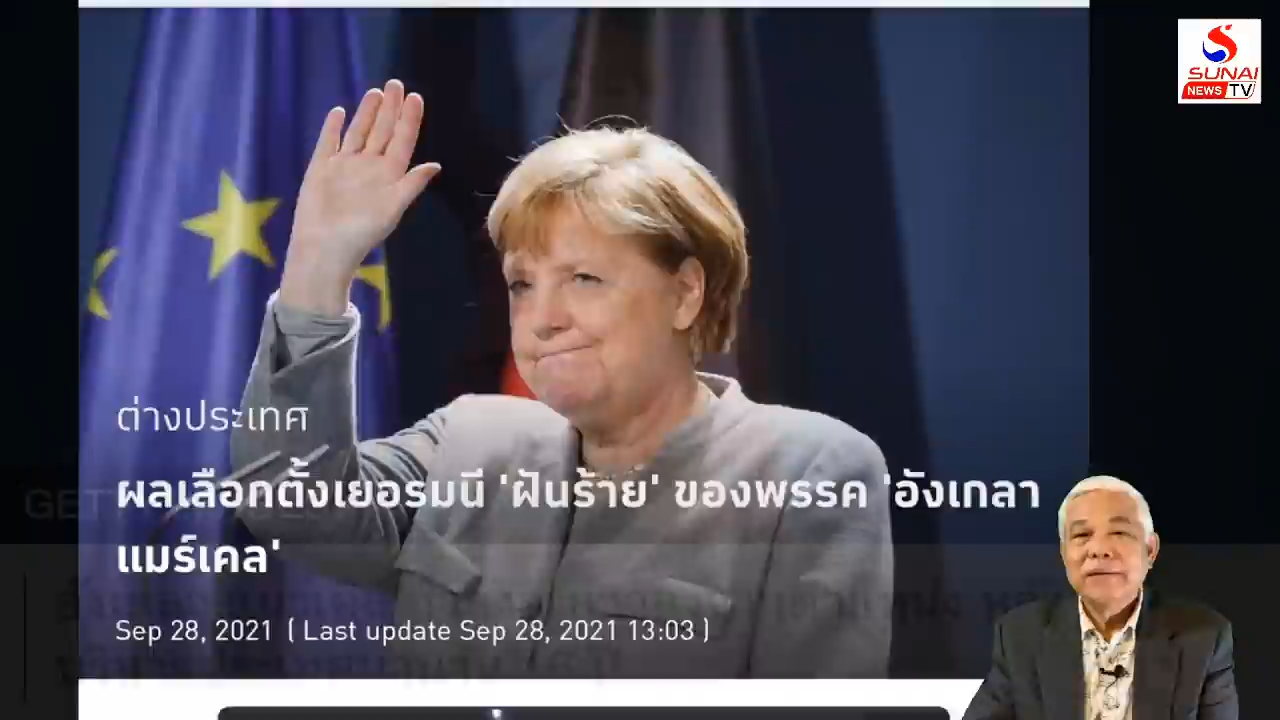 SUNAI
NEWS TV
ต่างประเทศ
ผลเลือกตั้งเยอรมนี 'ฝันร้าย' ของพรรค 'อังเกลา
แมร์เคล'
Sep 28, 2021 ( Last update Sep 28, 2021 13:03 )